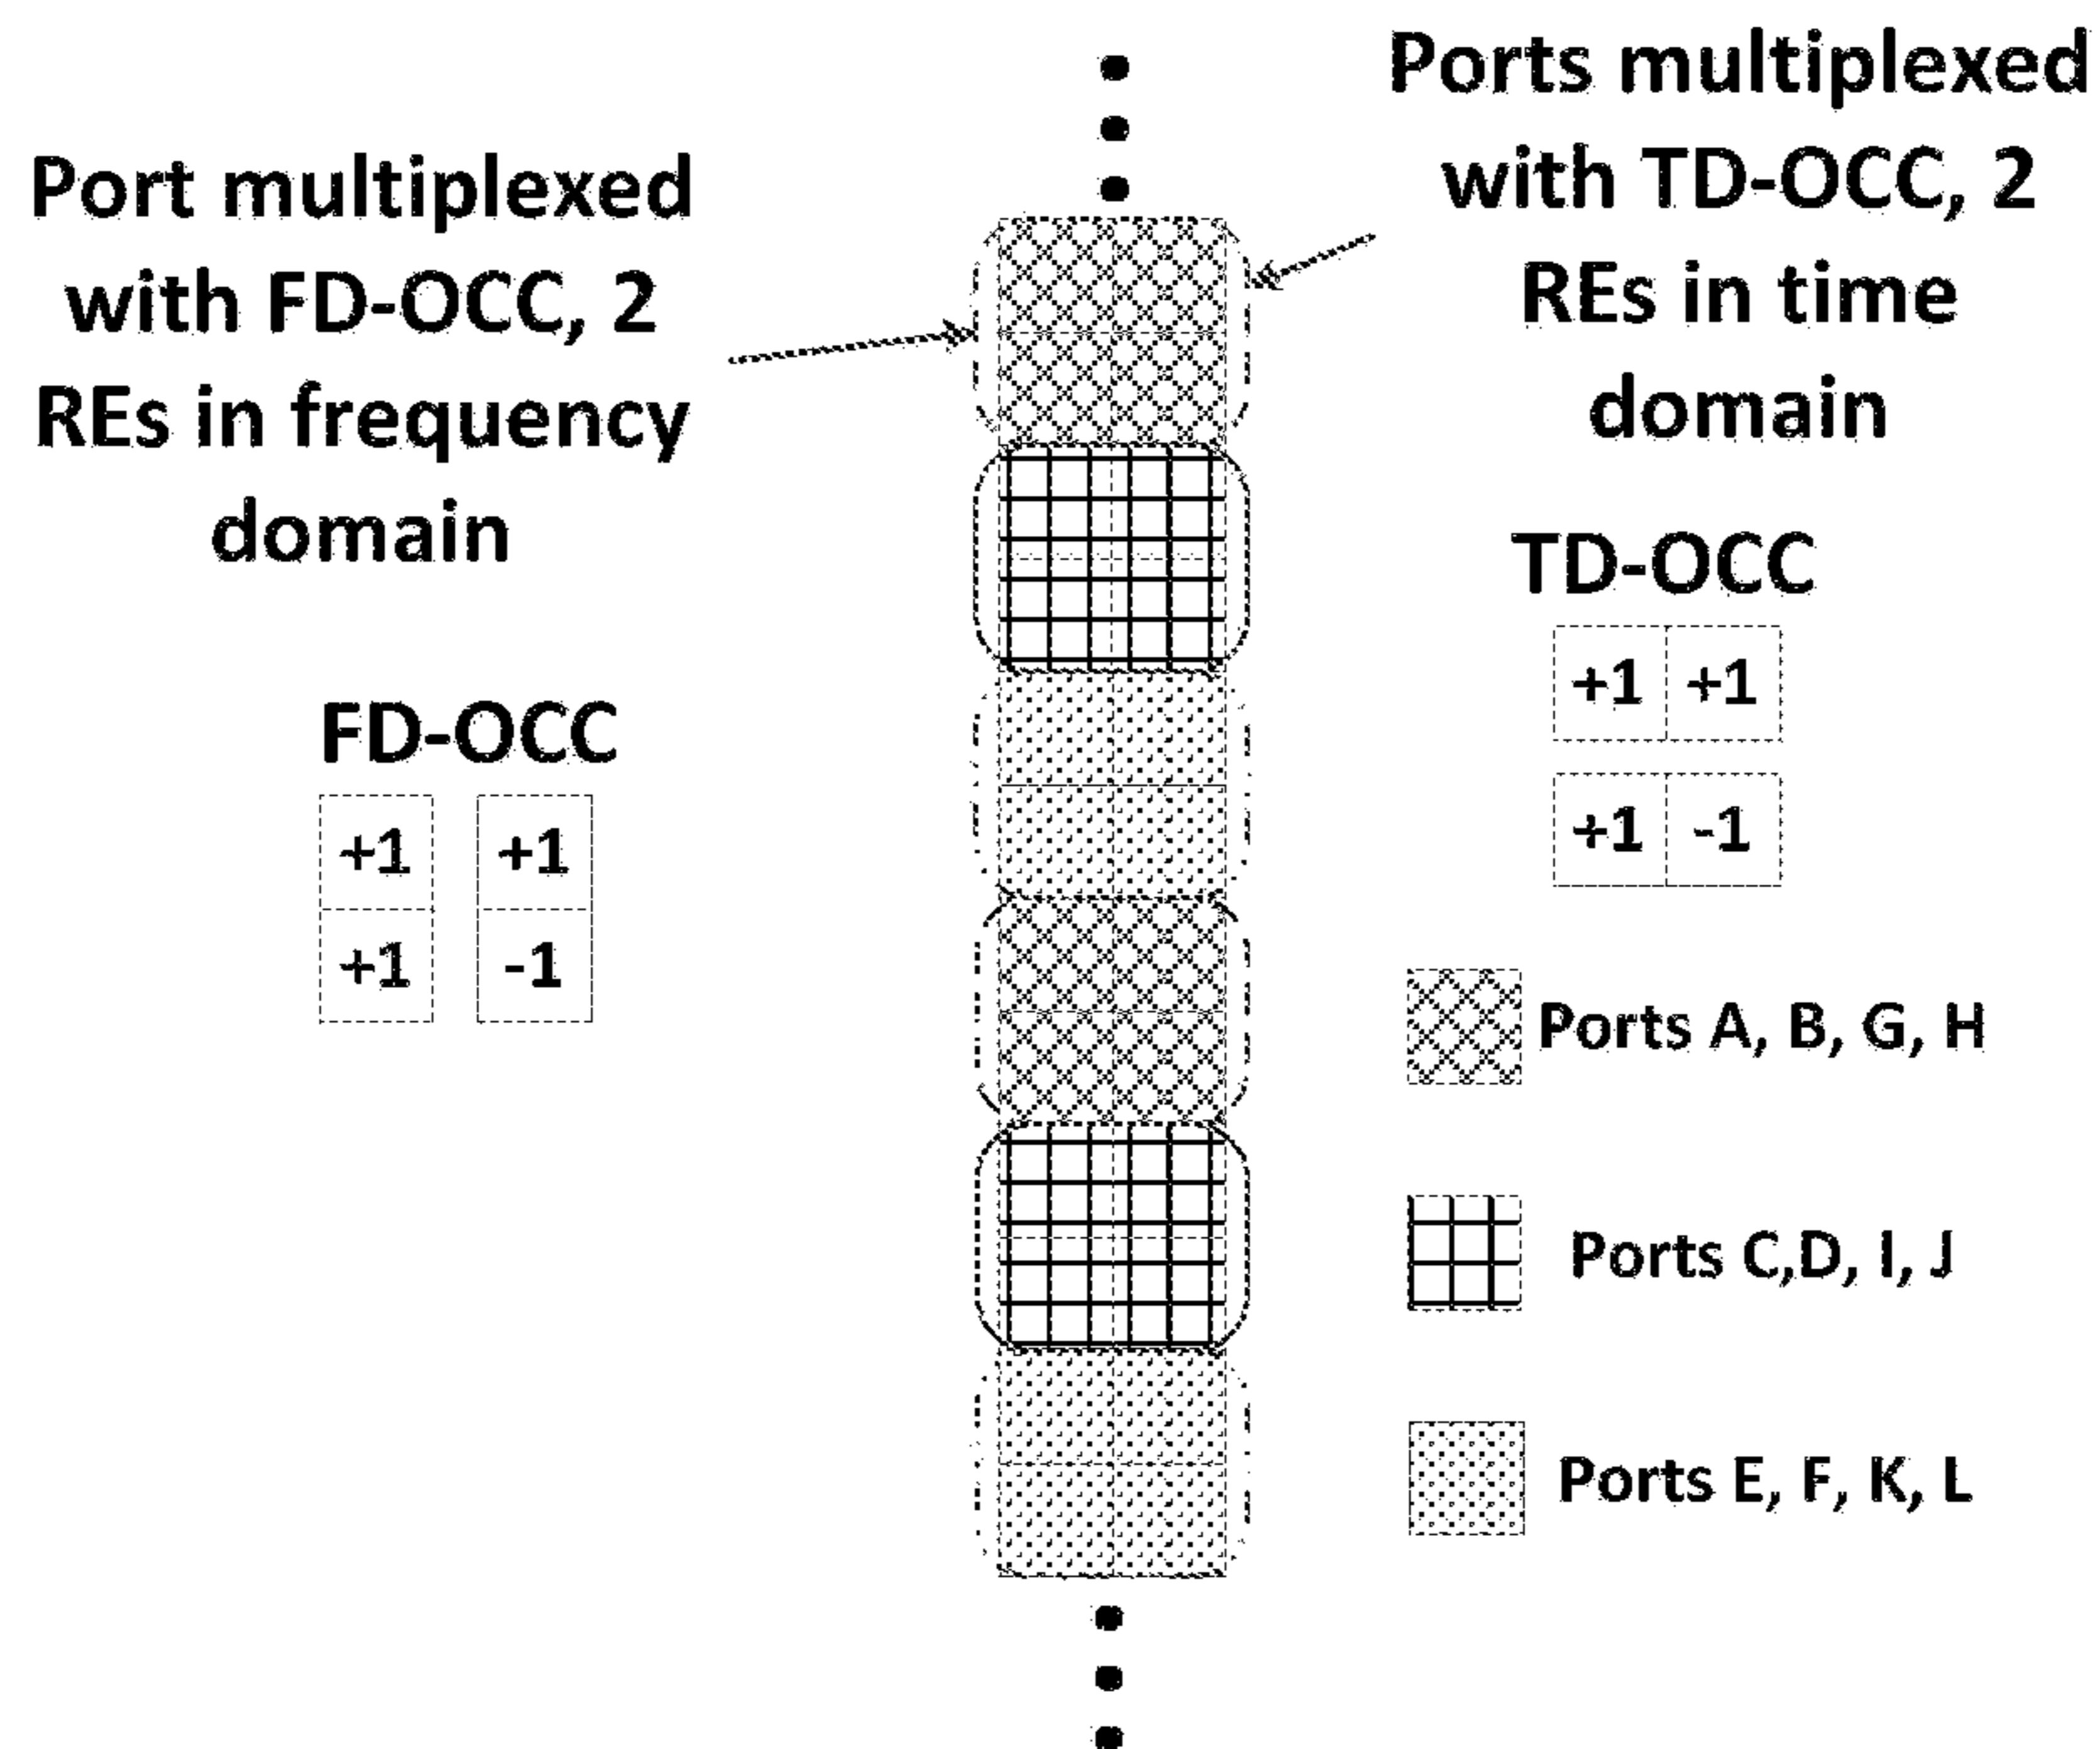 Port multiplexed
with FD-OCC, 2
REs in frequency
domain
FD-OCC
+1 +1
+1 -1
Ports multiplexed
with TD-OCC, 2
REs in time
domain
TD-OCC
+1 +1
+1 -1
Ports A, B, G, H
Ports C,D, I, J
Ports E, F, K, L